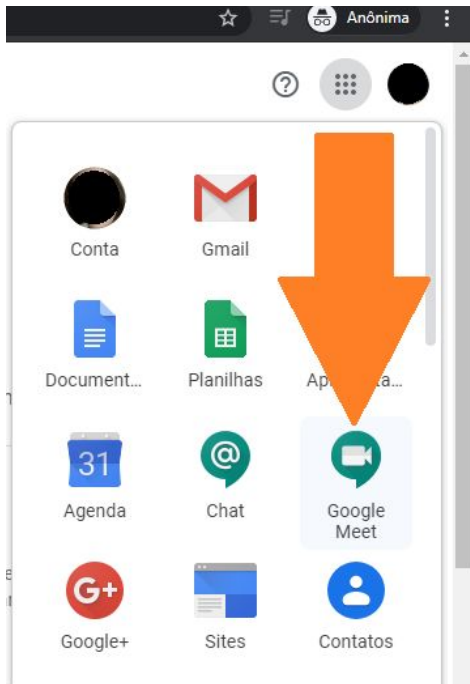 Anônima
Conta
Gmail
Document...
Planilhas
31
Agenda
Chat
Google
Meet
G+
Google+
Sites
Contatos